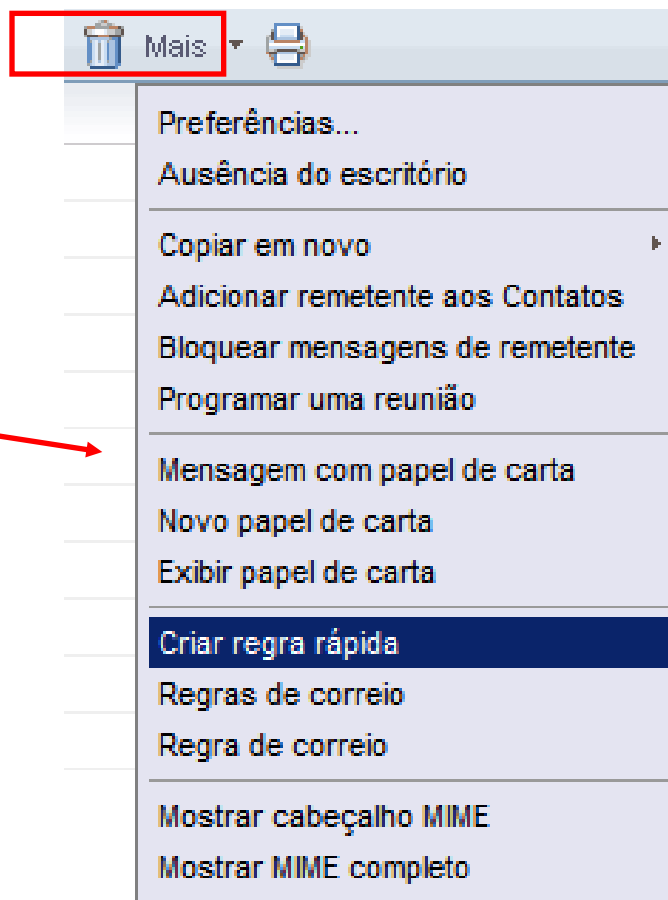 Mais
Preferências...
Ausência do escritório
Copiar em novo
Adicionar remetente aos Contatos
Bloquear mensagens de remetente
Programar uma reunião
Mensagem com papel de carta
Novo papel de carta
Exibir papel de carta
Criar regra rápida
Regras de correio
Regra de correio
Mostrar cabeçalho MIME
Mostrar MIME completo